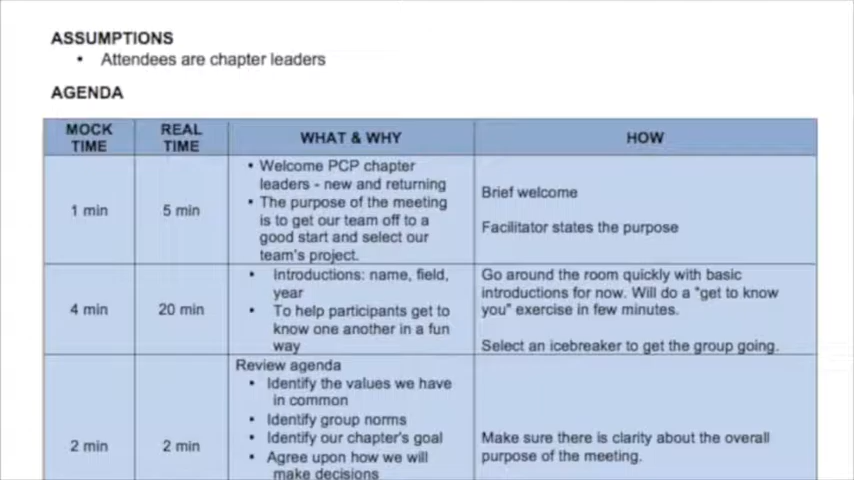 ASSUMPTIONS
• Attendees are chapter leaders
AGENDA
MOCK TIME
REAL TIME
WHAT & WHY
HOW
1 min
5 min
• Welcome PCP chapter
leaders - new and returning
• The purpose of the meeting
is to get our team off to a
good start and select our
team's project.
Brief welcome
Facilitator states the purpose
4 min
20 min
• Introductions: name, field,
year
• To help participants get to
know one another in a fun
way
Go around the room quickly with basic
introductions for now. Will do a "get to know
you" exercise in few minutes.
Select an icebreaker to get the group going.
2 min
2 min
Review agenda
• Identify the values we have
in common
• Identify group norms
• Identify our chapter's goal
• Agree upon how we will
make decisions
Make sure there is clarity about the overall
purpose of the meeting.